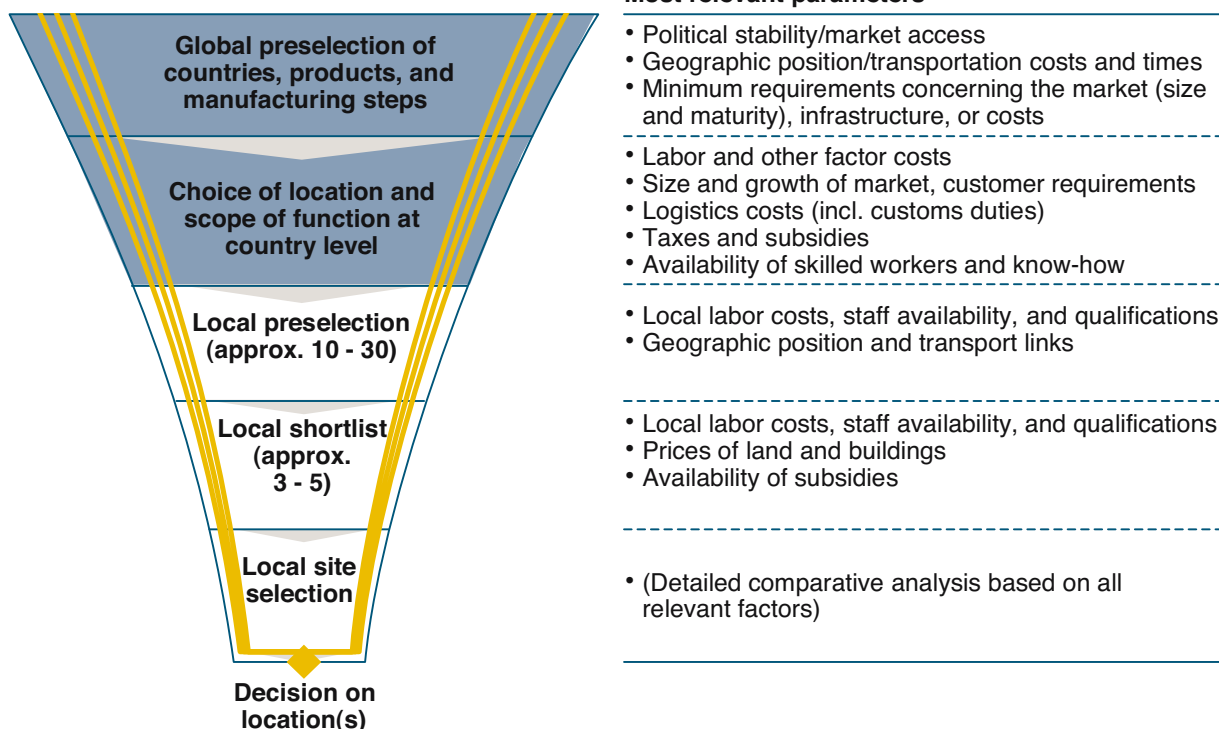 Most relevant parameters
Global preselection of
countries, products, and
manufacturing steps
• Political stability/market access
• Geographic position/transportation costs and times
• Minimum requirements concerning the market (size
and maturity), infrastructure, or costs
Choice of location and
scope of function at
country level
• Labor and other factor costs
• Size and growth of market, customer requirements
• Logistics costs (incl. customs duties)
• Taxes and subsidies
• Availability of skilled workers and know-how
Local preselection
(approx. 10 - 30)
• Local labor costs, staff availability, and qualifications
• Geographic position and transport links
Local shortlist
(approx.
3 - 5)
• Local labor costs, staff availability, and qualifications
• Prices of land and buildings
• Availability of subsidies
Local site
selection
• (Detailed comparative analysis based on all
relevant factors)
Decision on
location(s)